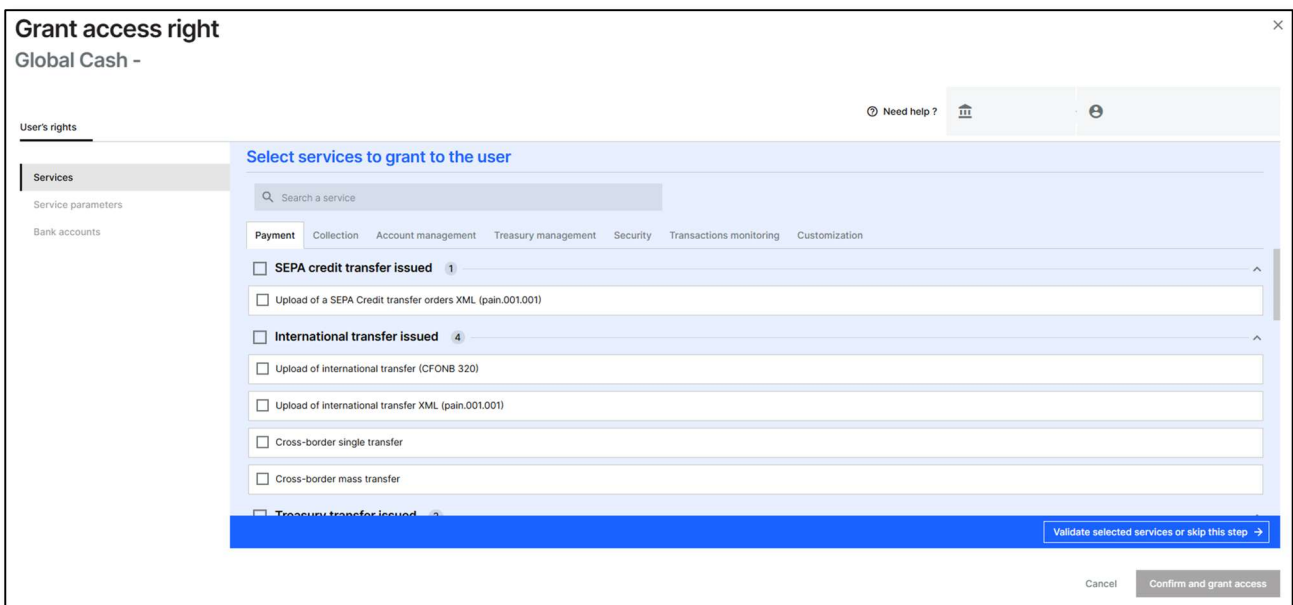 Grant access right
Global Cash -
Need help ?
User's rights
Services
Service parameters
Bank accounts
Select services to grant to the user
Search a service
Payment Collection Account management Treasury management Security Transactions monitoring Customization
SEPA credit transfer issued 1
Upload of a SEPA Credit transfer orders XML (pain.001.001)
International transfer issued 4
Upload of international transfer (CFONB 320)
Upload of international transfer XML (pain.001.001)
Cross-border single transfer
Cross-border mass transfer
Treasury transfer issued
Validate selected services or skip this step →
Cancel Confirm and grant access